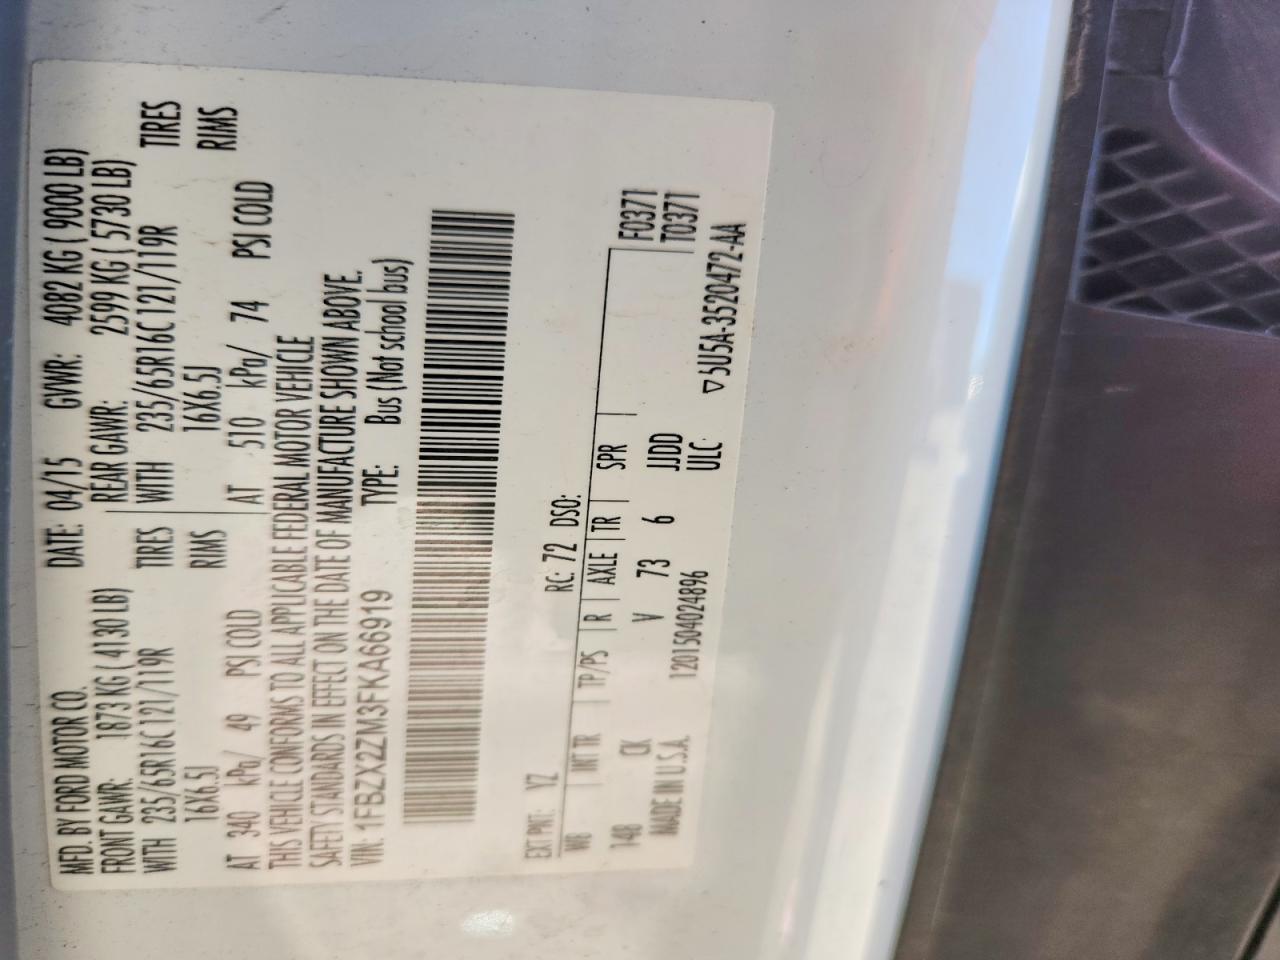 MFD. BY FORD MOTOR CO. DATE: 04/15 GVWR: 4082 KG ( 9000 LB)
FRONT GAWR: 1873 KG ( 4130 LB) REAR GAWR: 2599 KG ( 5730 LB)
WITH 235/65R16C 121/119R TIRES WITH 235/65R16C 121/119R TIRES
16X6.5J RIMS 16X6.5J RIMS
AT 340 kPa/ 49 PSI COLD AT 510 kPa/ 74 PSI COLD
THIS VEHICLE CONFORMS TO ALL APPLICABLE FEDERAL MOTOR VEHICLE
SAFETY STANDARDS IN EFFECT ON THE DATE OF MANUFACTURE SHOWN ABOVE.
VIN: 1FBZX2ZM3FKA66919 TYPE: Bus (Not school bus)
EXT PNT: YZ RC: 72 DSO:
WB INT TR TP/PS R AXLE TR SPR F0371
148 CK V 73 6 JJDD T0371
MADE IN U.S.A. 1201504024896 ULC ▽5U5A-3520472-AA